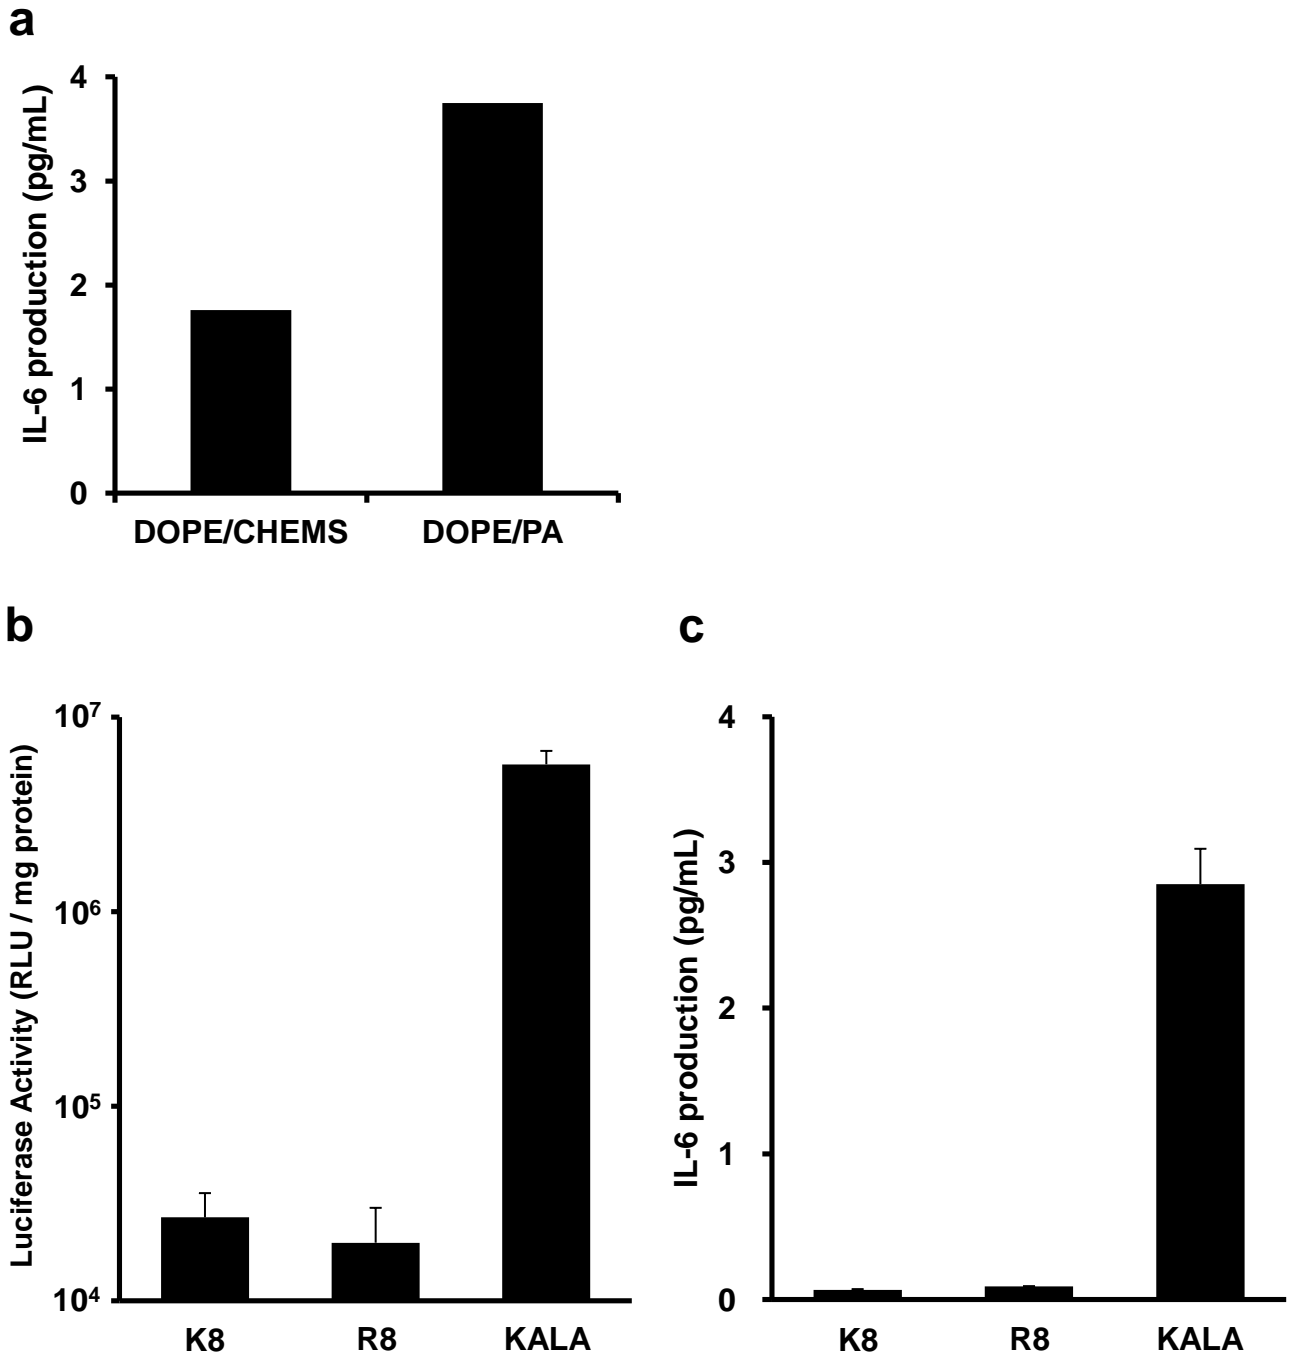 a
IL-6 production (pg/mL)
4
3
2
1
0
DOPE/CHEMS DOPE/PA
b
Luciferase Activity (RLU / mg protein)
10⁷
10⁶
10⁵
10⁴
K8 R8 KALA
c
IL-6 production (pg/mL)
4
3
2
1
0
K8 R8 KALA